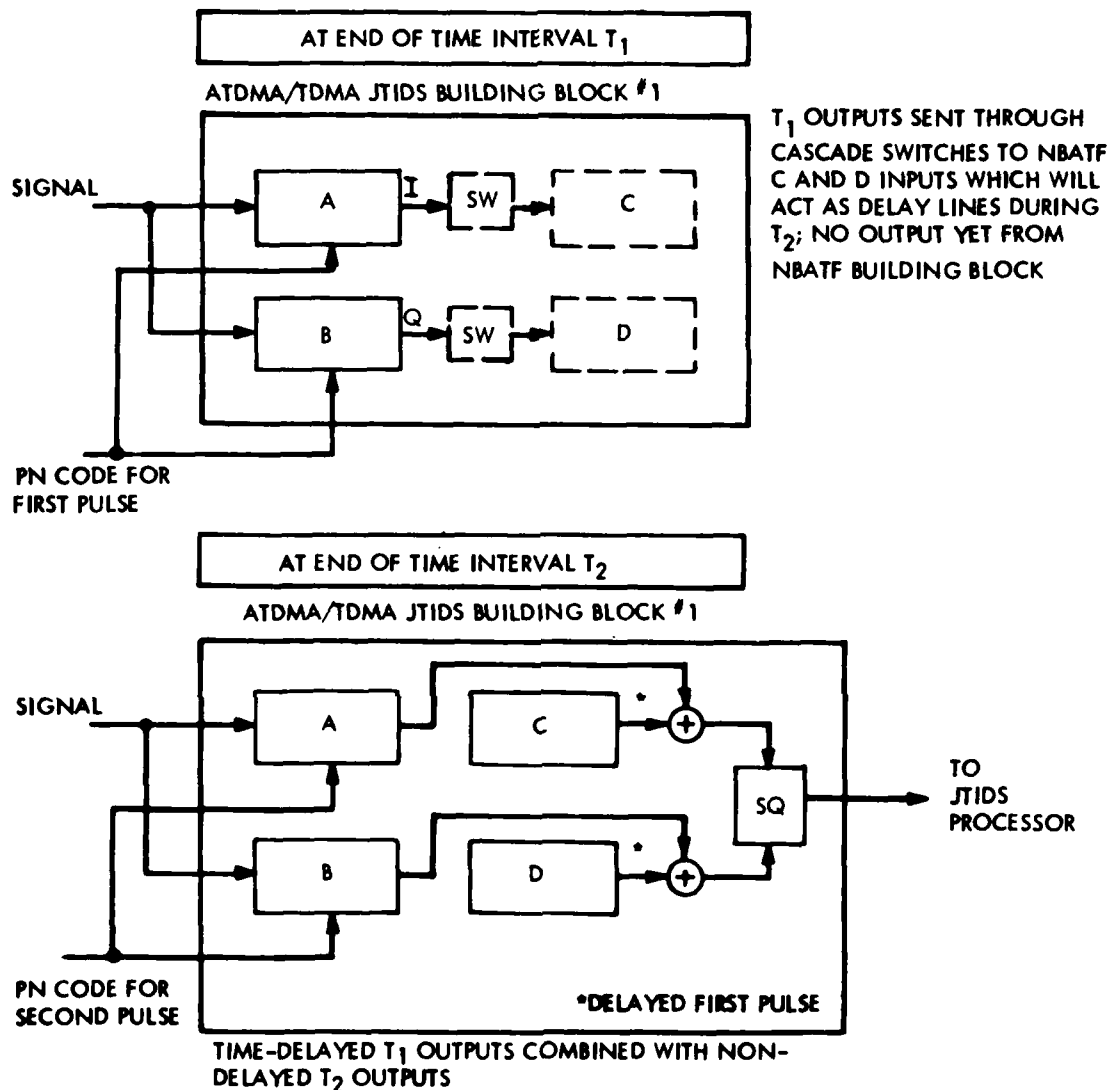 AT END OF TIME INTERVAL T1
ATDMA/TDMA JTIDS BUILDING BLOCK #1
T1 OUTPUTS SENT THROUGH
CASCADE SWITCHES TO NBATF
C AND D INPUTS WHICH WILL
ACT AS DELAY LINES DURING
T2; NO OUTPUT YET FROM
NBATF BUILDING BLOCK
SIGNAL
A
I
SW
C
B
Q
SW
D
PN CODE FOR
FIRST PULSE
AT END OF TIME INTERVAL T2
ATDMA/TDMA JTIDS BUILDING BLOCK #1
SIGNAL
A
C
*
+
SQ
TO
JTIDS
PROCESSOR
B
D
*
+
PN CODE FOR
SECOND PULSE
*DELAYED FIRST PULSE
TIME-DELAYED T1 OUTPUTS COMBINED WITH NON-
DELAYED T2 OUTPUTS